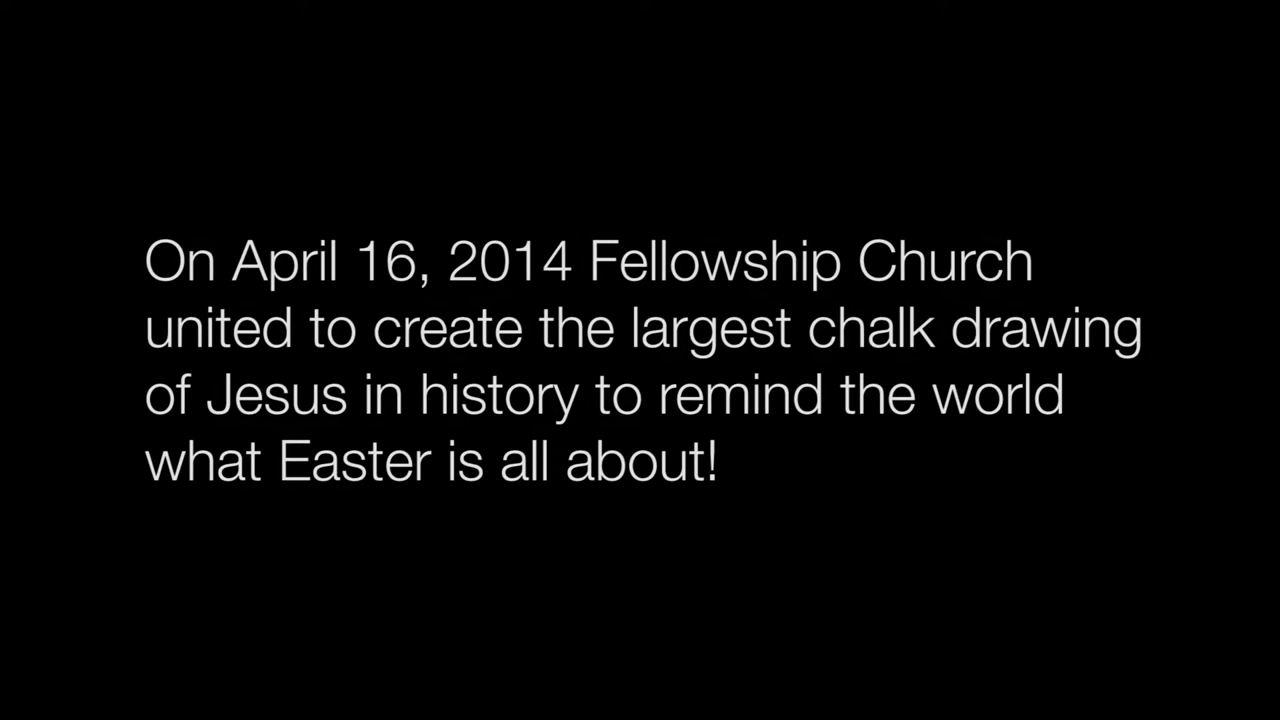 On April 16, 2014 Fellowship Church
united to create the largest chalk drawing
of Jesus in history to remind the world
what Easter is all about!